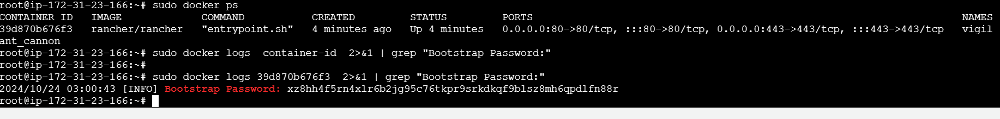 root@ip-172-31-23-166:~# sudo docker ps
CONTAINER ID   IMAGE             COMMAND           CREATED         STATUS         PORTS                                                                      NAMES
39d870b676f3   rancher/rancher   "entrypoint.sh"   4 minutes ago   Up 4 minutes   0.0.0.0:80->80/tcp, :::80->80/tcp, 0.0.0.0:443->443/tcp, :::443->443/tcp   vigil
ant_cannon
root@ip-172-31-23-166:~# sudo docker logs  container-id  2>&1 | grep "Bootstrap Password:"
root@ip-172-31-23-166:~#
root@ip-172-31-23-166:~# sudo docker logs 39d870b676f3  2>&1 | grep "Bootstrap Password:"
2024/10/24 03:00:43 [INFO] Bootstrap Password: xz8hh4f5rn4xlr6b2jg95c76tkpr9srkdkqf9blsz8mh6qpdlfn88r
root@ip-172-31-23-166:~#